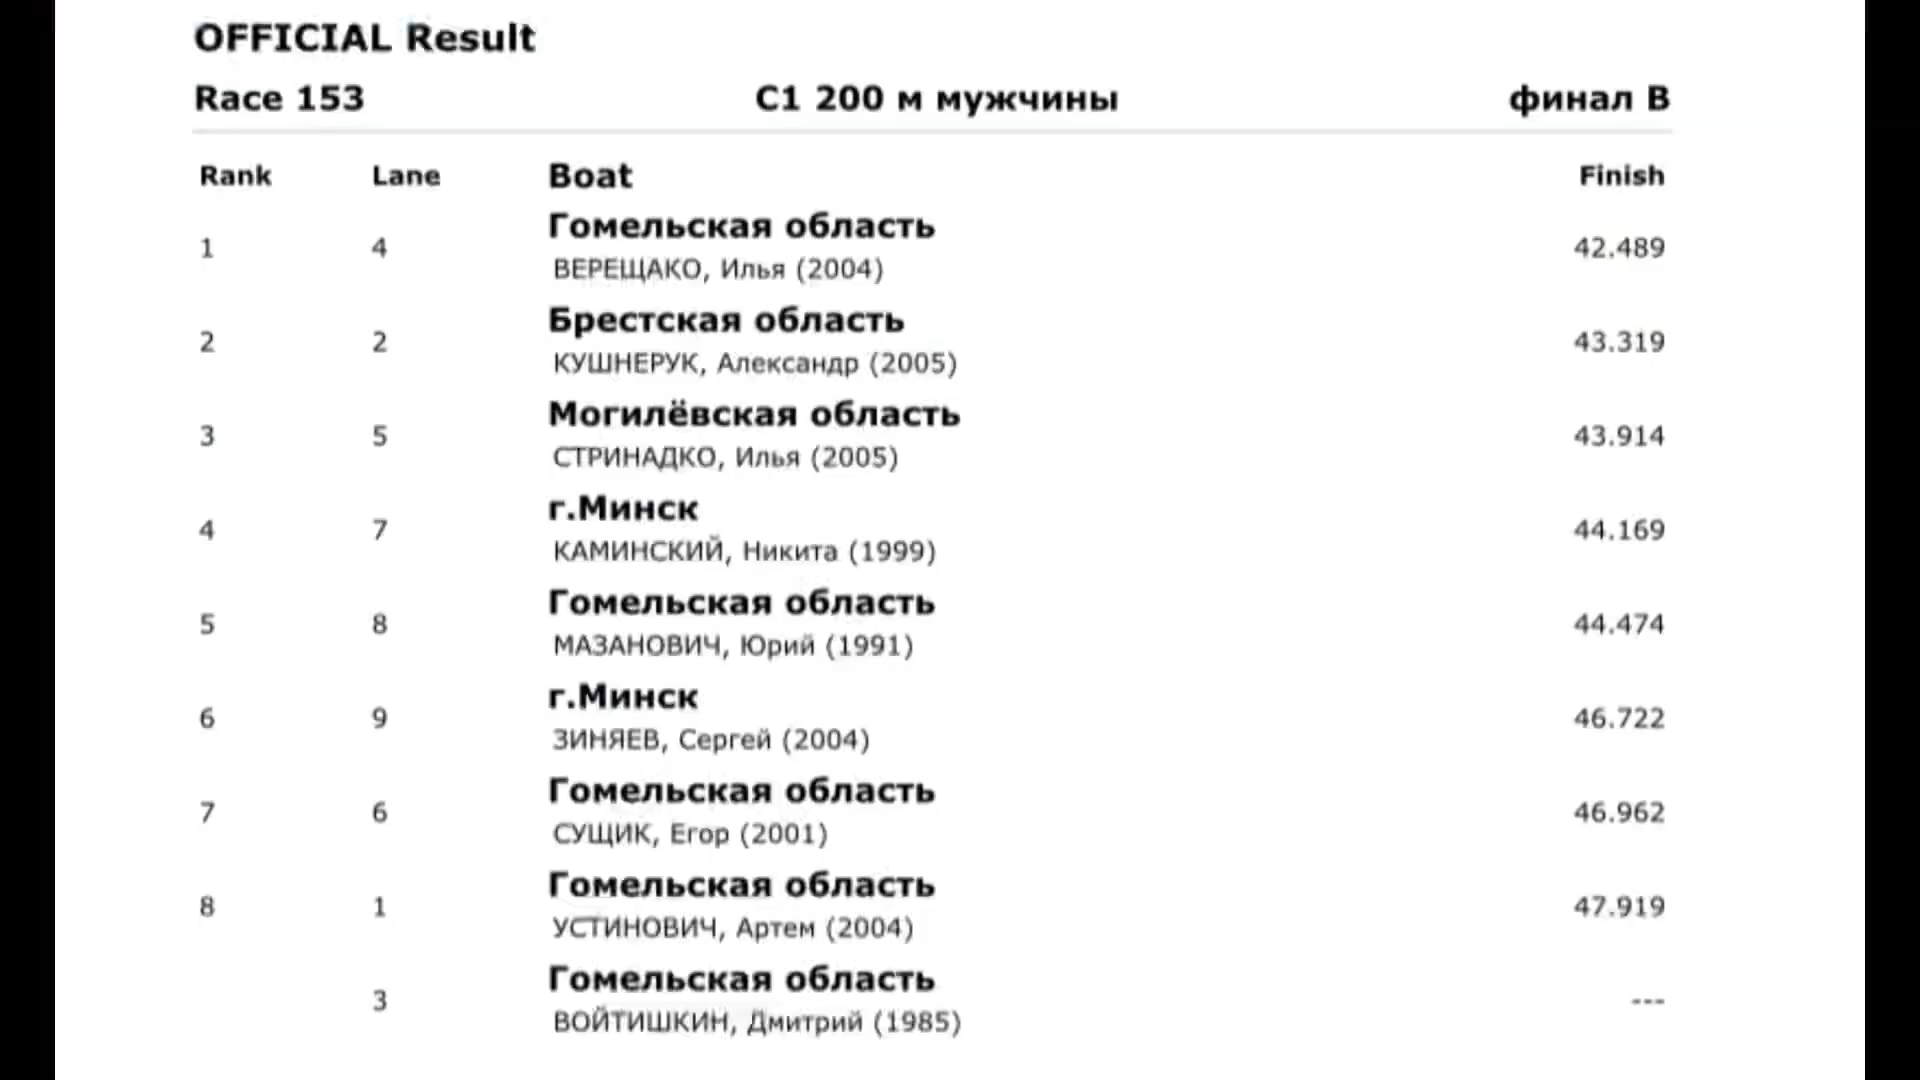 OFFICIAL Result
Race 153 С1 200 м мужчины финал B
Rank Lane Boat Finish
1 4 Гомельская область 42.489
ВЕРЕЩАКО, Илья (2004)
2 2 Брестская область 43.319
КУШНЕРУК, Александр (2005)
3 5 Могилёвская область 43.914
СТРИНАДКО, Илья (2005)
4 7 г.Минск 44.169
КАМИНСКИЙ, Никита (1999)
5 8 Гомельская область 44.474
МАЗАНОВИЧ, Юрий (1991)
6 9 г.Минск 46.722
ЗИНЯЕВ, Сергей (2004)
7 6 Гомельская область 46.962
СУЩИК, Егор (2001)
8 1 Гомельская область 47.919
УСТИНОВИЧ, Артем (2004)
3 Гомельская область ---
ВОЙТИШКИН, Дмитрий (1985)